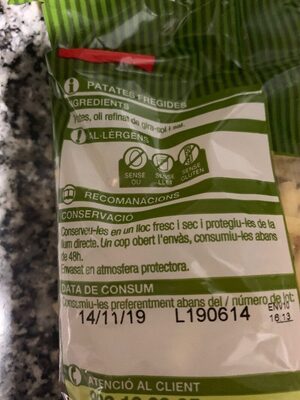 PATATES FREGIDES
INGREDIENTS
oli refinat de gira-sol i sal.
AL·LÈRGENS
SENSE OU
SENSE LLET
SENSE GLUTEN
RECOMANACIONS
CONSERVACIÓ
Conserveu-les en un lloc fresc i sec i protegiu-les de la
llum directe. Un cop obert l'envàs, consumiu-les abans
de 48h.
Envasat en atmosfera protectora.
DATA DE CONSUM
Consumiu-les preferentment abans del / número de lot:
14/11/19 L190614
16:13
ATENCIÓ AL CLIENT